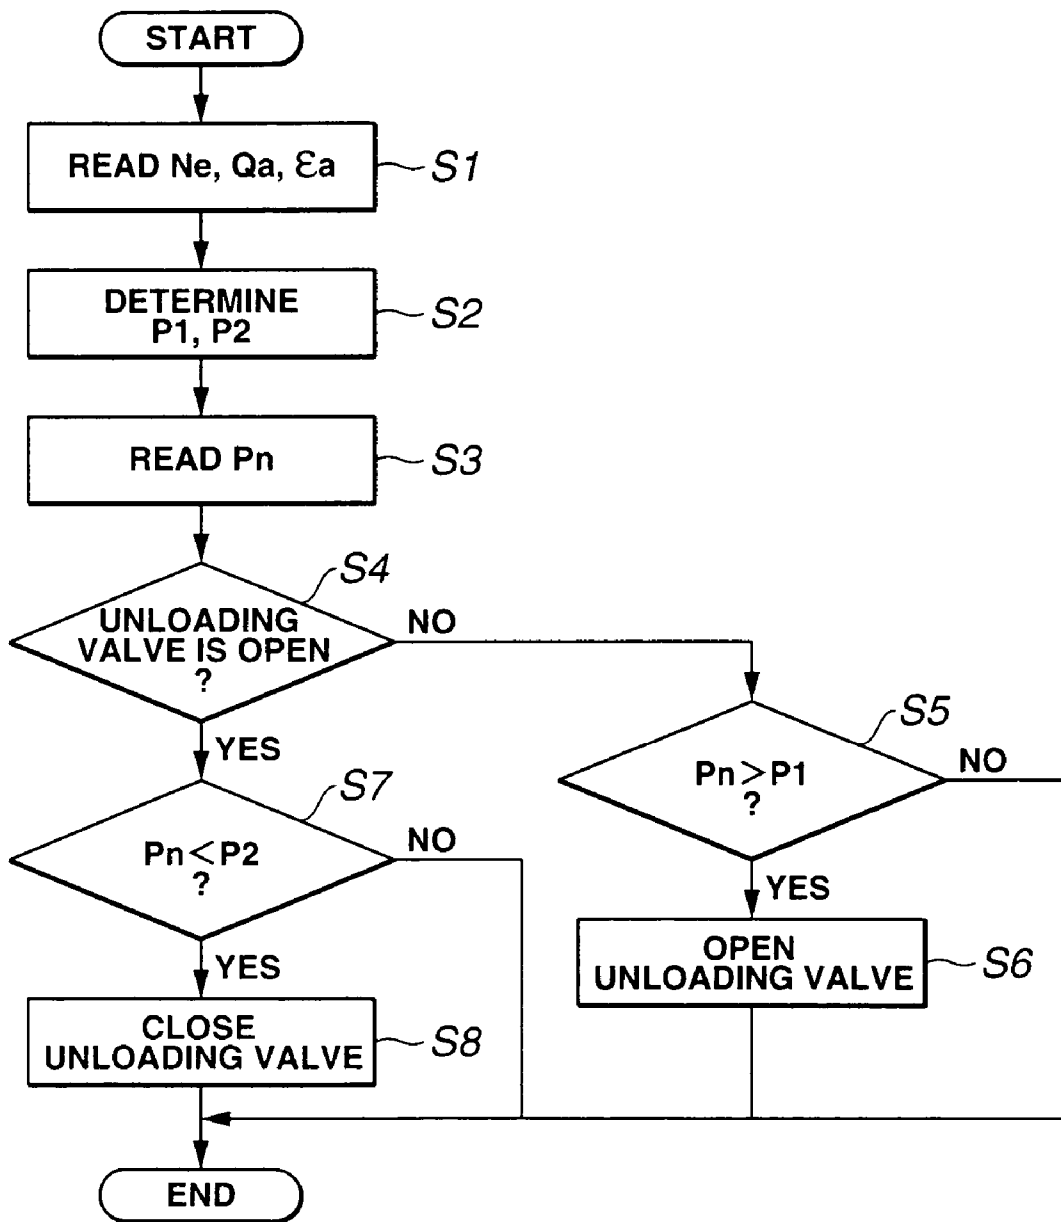 START
READ Ne, Qa, εa
S1
DETERMINE
P1, P2
S2
READ Pn
S3
S4
UNLOADING
VALVE IS OPEN
?
NO
YES
S5
Pn>P1
?
NO
YES
S7
Pn<P2
?
NO
YES
OPEN
UNLOADING VALVE
S6
CLOSE
UNLOADING VALVE
S8
END